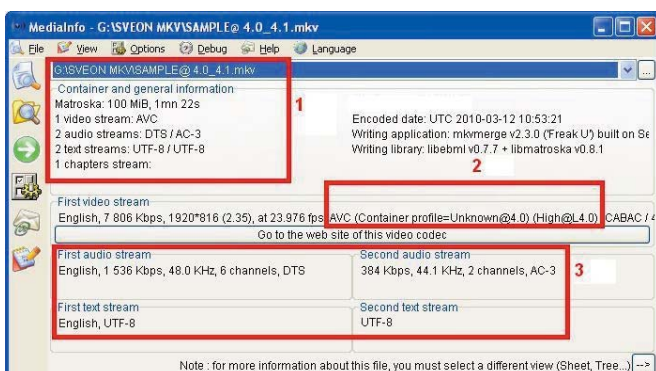 MediaInfo - G:\SVEON MKV\SAMPLE@ 4.0_4.1.mkv
File View Options Debug Help Language
G:\SVEON MKV\SAMPLE@ 4.0_4.1.mkv
...
Container and general information
Matroska: 100 MiB, 1mn 22s
1 video stream: AVC
2 audio streams: DTS / AC-3
2 text streams: UTF-8 / UTF-8
1 chapters stream:
1
Encoded date: UTC 2010-03-12 10:53:21
Writing application: mkvmerge v2.3.0 ('Freak U') built on Se
Writing library: libebml v0.7.7 + libmatroska v0.8.1
2
First video stream
English, 7 806 Kbps, 1920*816 (2.35), at 23.976 fps, AVC (Container profile=Unknown@4.0) (High@L4.0) CABAC / 4
Go to the web site of this video codec
First audio stream
English, 1 536 Kbps, 48.0 KHz, 6 channels, DTS
Second audio stream
384 Kbps, 44.1 KHz, 2 channels, AC-3
3
First text stream
English, UTF-8
Second text stream
UTF-8
Note : for more information about this file, you must select a different view (Sheet, Tree...)
-->